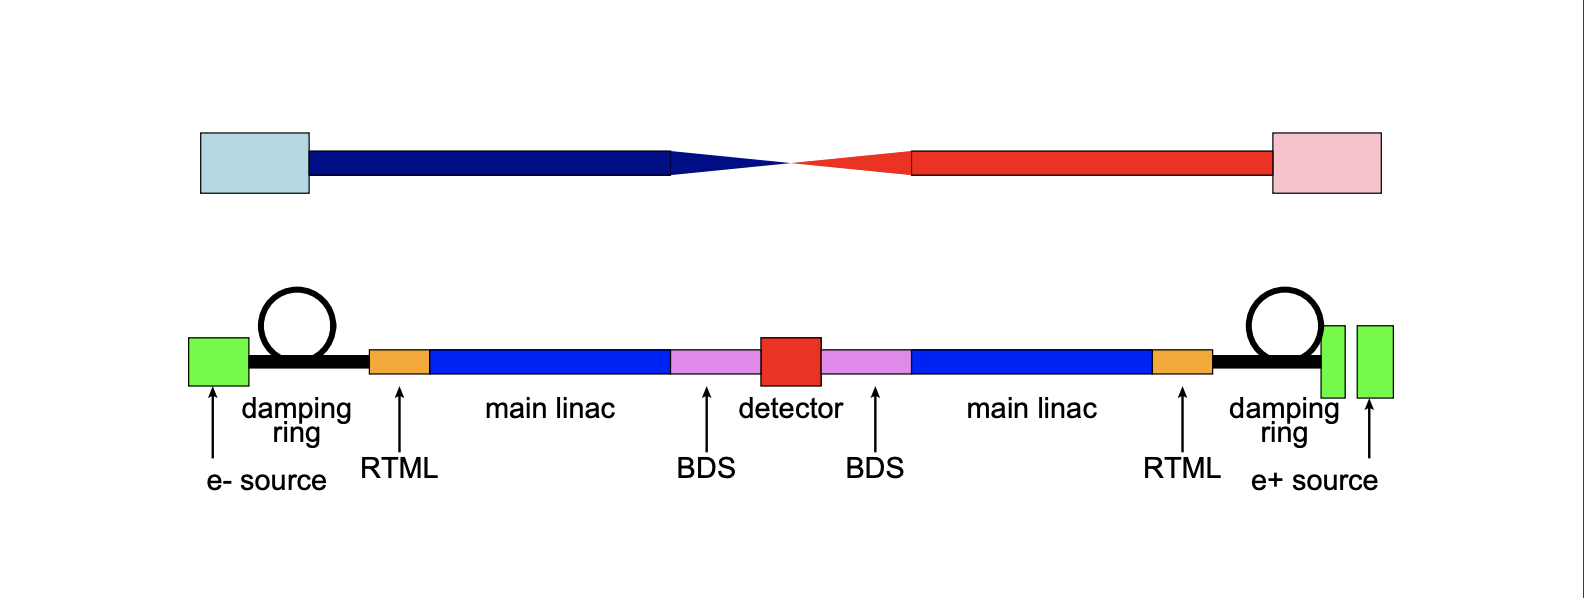 damping
ring
main linac
detector
main linac
damping
ring
RTML
BDS
BDS
RTML
e- source
e+ source